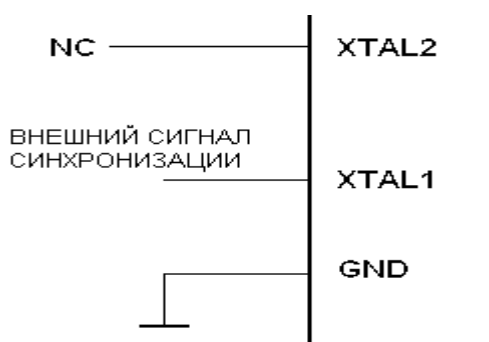 NC
XTAL2
ВНЕШНИЙ СИГНАЛ
СИНХРОНИЗАЦИИ
XTAL1
GND